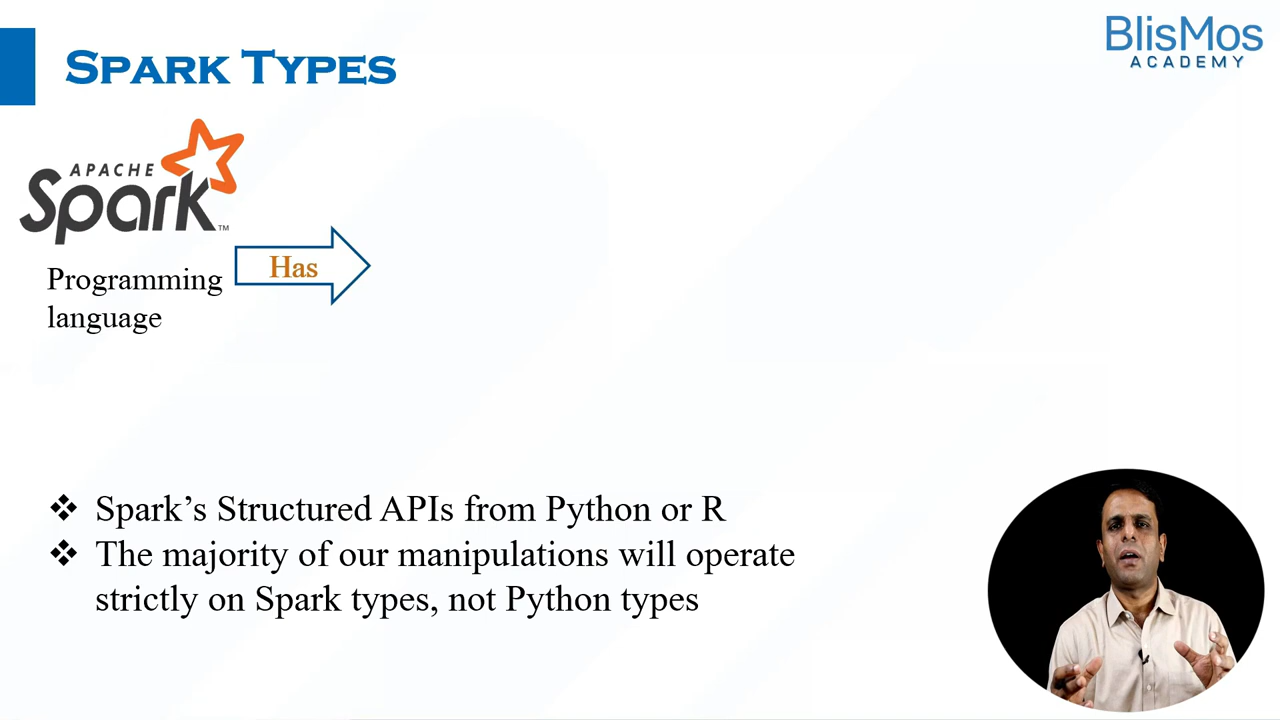 BlisMos
ACADEMY
SPARK TYPES
APACHE
Spark™
Has
Programming
language
❖ Spark’s Structured APIs from Python or R
❖ The majority of our manipulations will operate
strictly on Spark types, not Python types